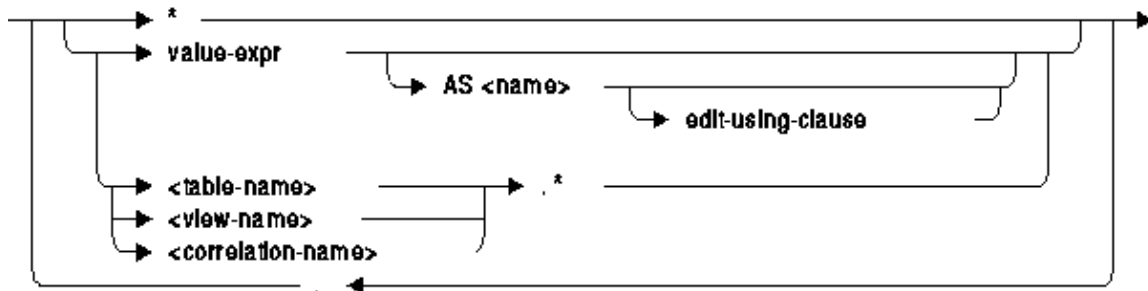 *
value-expr
AS <name>
edit-using-clause
<table-name> . *
<view-name>
<correlation-name>
,